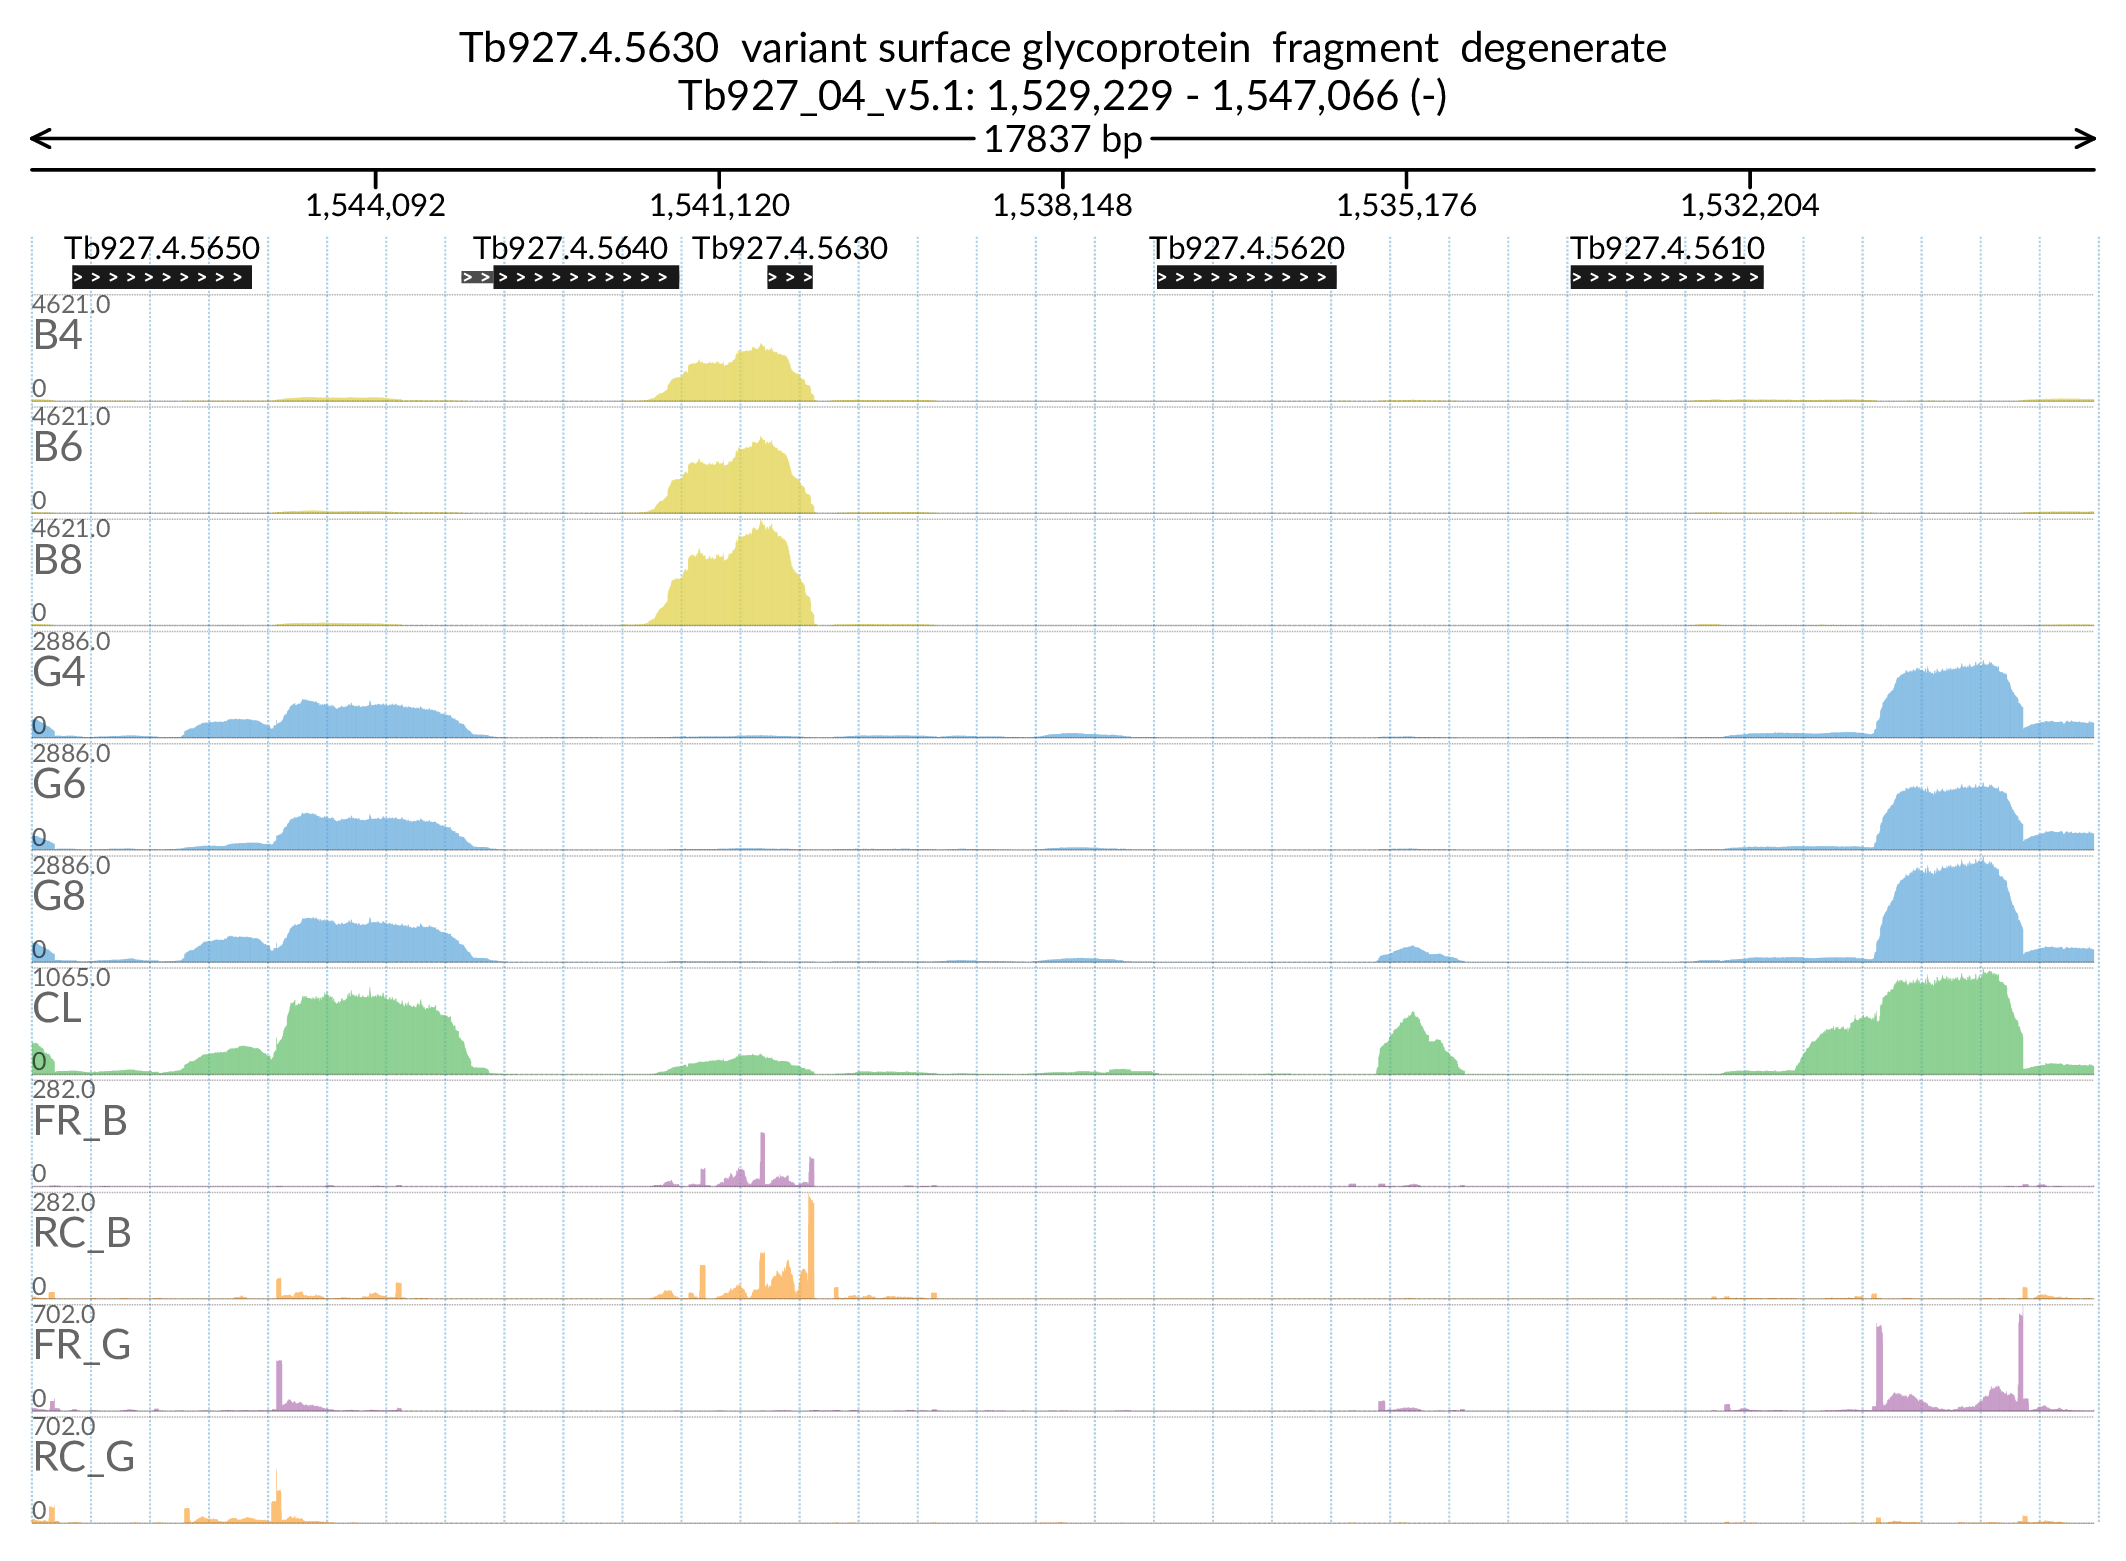 Tb927.4.5630 variant surface glycoprotein fragment degenerate
Tb927_04_v5.1: 1,529,229 - 1,547,066 (-)
17837 bp
1,544,092 1,541,120 1,538,148 1,535,176 1,532,204
Tb927.4.5650 Tb927.4.5640 Tb927.4.5630 Tb927.4.5620 Tb927.4.5610
4621.0
B4
0
4621.0
B6
0
4621.0
B8
0
2886.0
G4
0
2886.0
G6
0
2886.0
G8
0
1065.0
CL
0
282.0
FR_B
0
282.0
RC_B
0
702.0
FR_G
0
702.0
RC_G
0